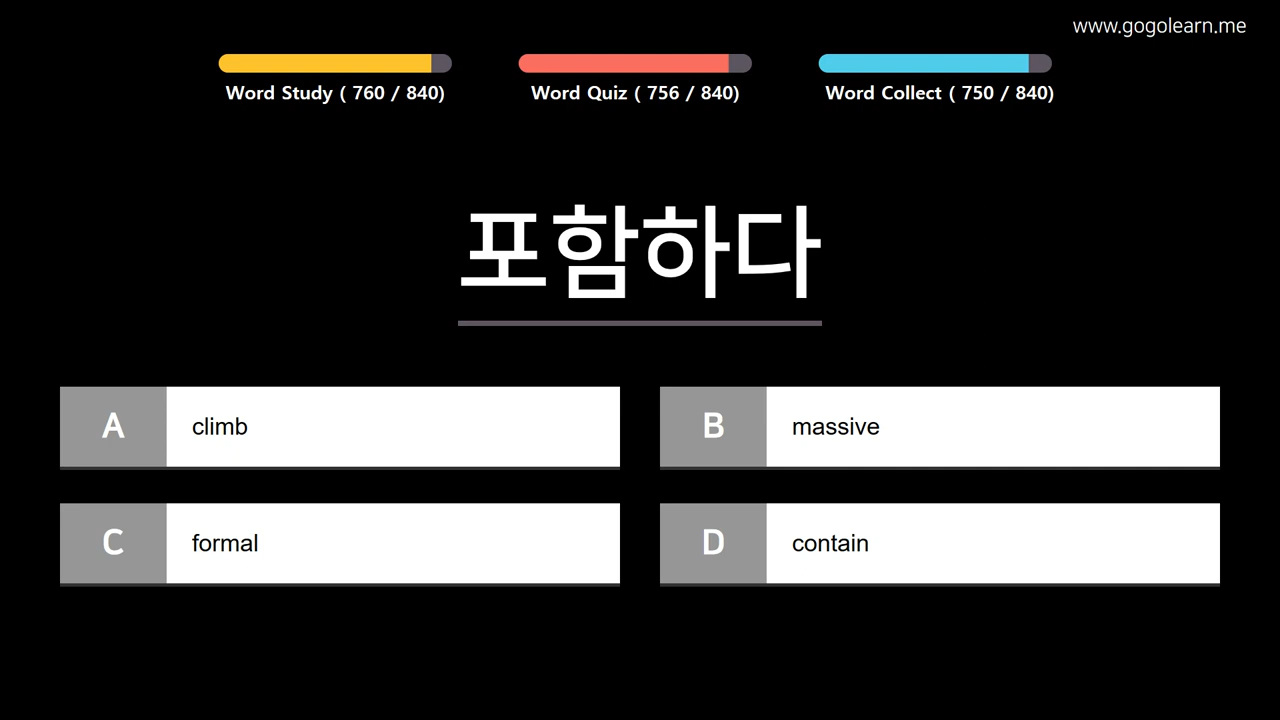 www.gogolearn.me
Word Study ( 760 / 840)
Word Quiz ( 756 / 840)
Word Collect ( 750 / 840)
포함하다
A climb
B massive
C formal
D contain